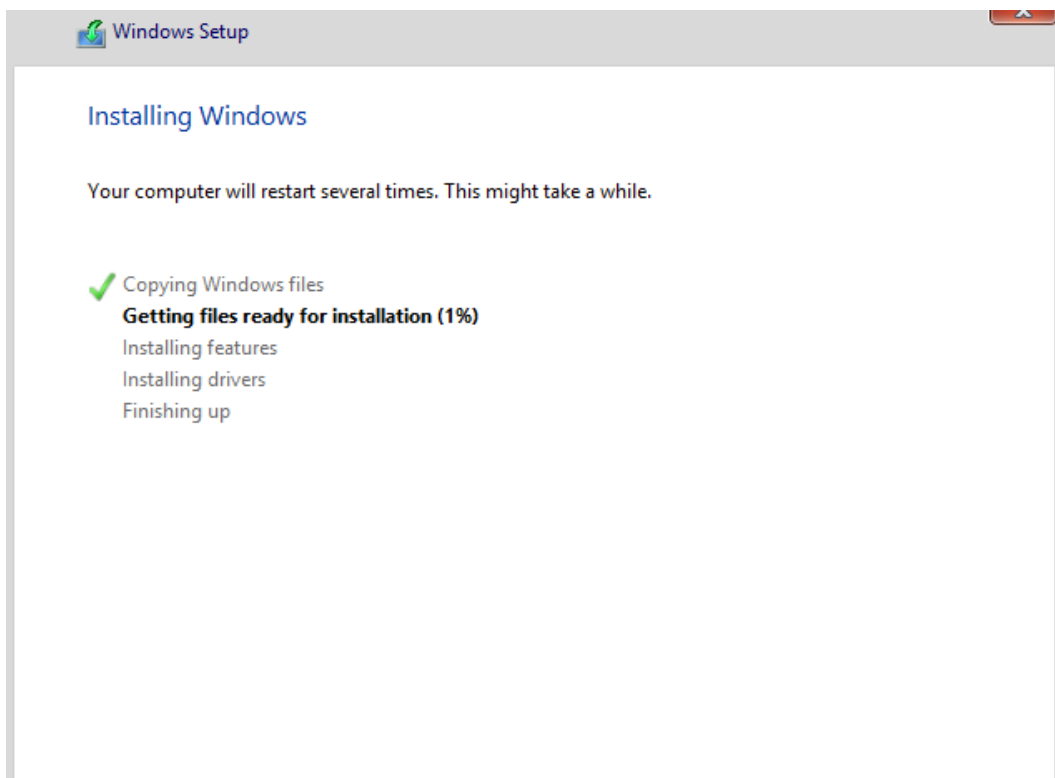 Windows Setup
Installing Windows
Your computer will restart several times. This might take a while.
Copying Windows files
Getting files ready for installation (1%)
Installing features
Installing drivers
Finishing up